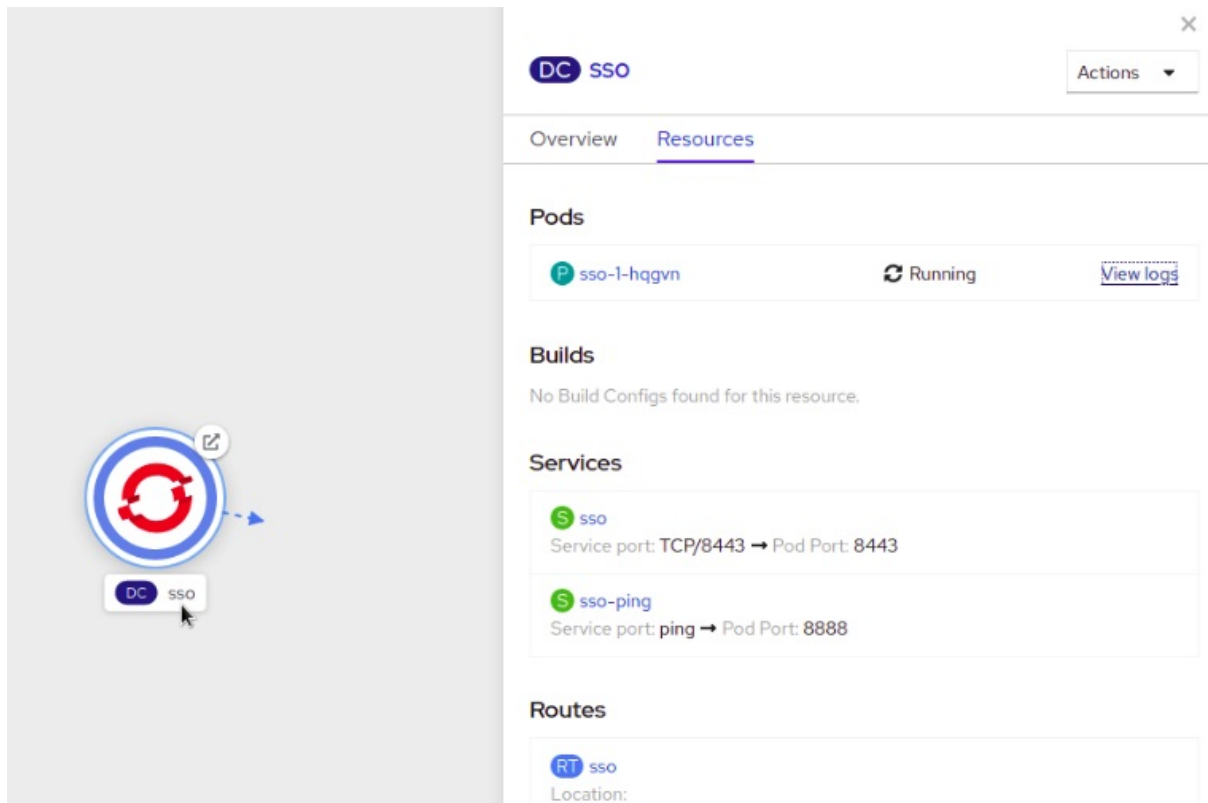 DC sso
Actions
Overview Resources
Pods
P sso-1-hqgvn Running View logs
Builds
No Build Configs found for this resource.
Services
S sso
Service port: TCP/8443 → Pod Port: 8443
S sso-ping
Service port: ping → Pod Port: 8888
Routes
RT sso
Location:
DC sso